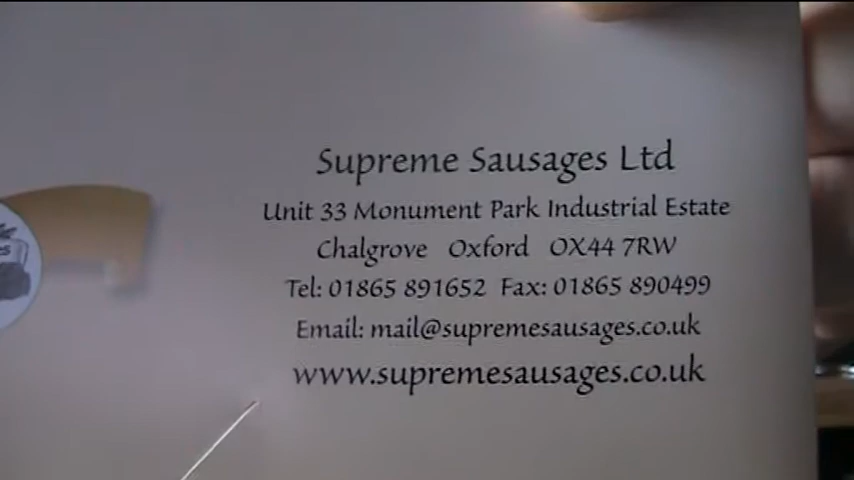 Supreme Sausages Ltd
Unit 33 Monument Park Industrial Estate
Chalgrove Oxford OX44 7RW
Tel: 01865 891652 Fax: 01865 890499
Email: mail@supremesausages.co.uk
www.supremesausages.co.uk